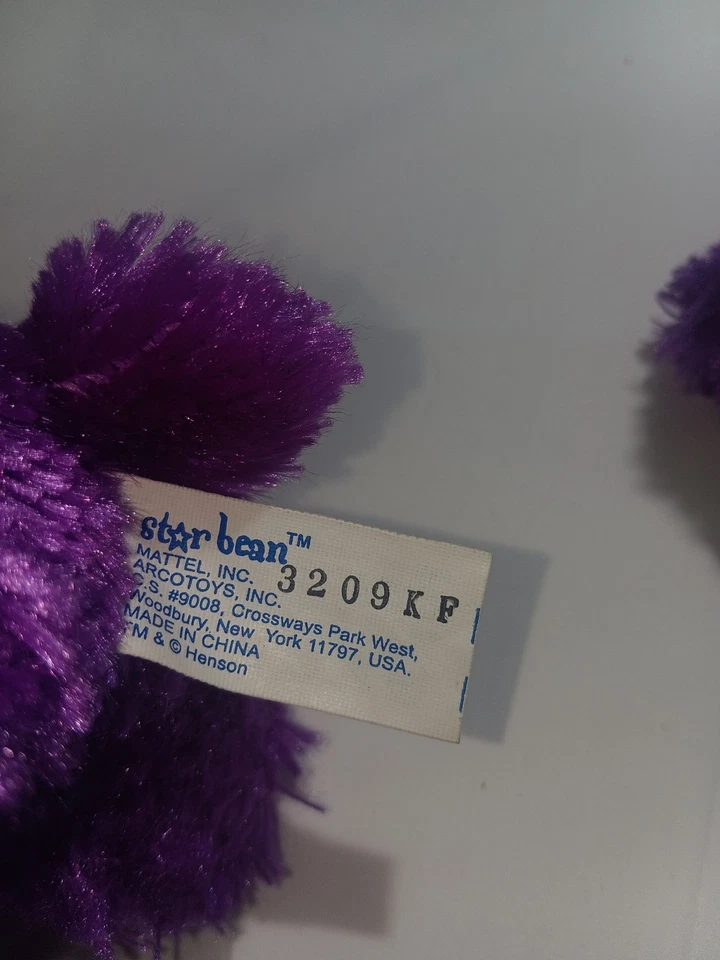 star bean™
MATTEL, INC.
3209KF
ARCOTOYS, INC.
C.S. #9008, Crossways Park West,
Woodbury, New York 11797, USA.
MADE IN CHINA
TM & © Henson